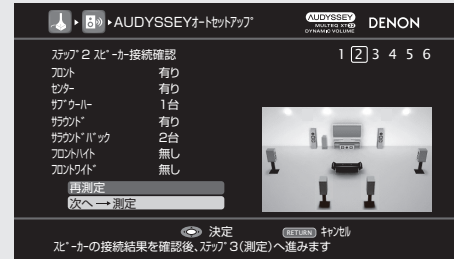 ▸AUDYSSEYオートセットアップ
AUDYSSEY
MULTEQ XT32
DYNAMIC VOLUME
DENON
ステップ2 スピーカー接続確認
1 2 3 4 5 6
フロント 有り
センター 有り
サブウーハー 1台
サラウンド 有り
サラウンドバック 2台
フロントハイト 無し
フロントワイド 無し
再測定
次へ→測定
決定 RETURN キャンセル
スピーカーの接続結果を確認後、ステップ3(測定)へ進みます